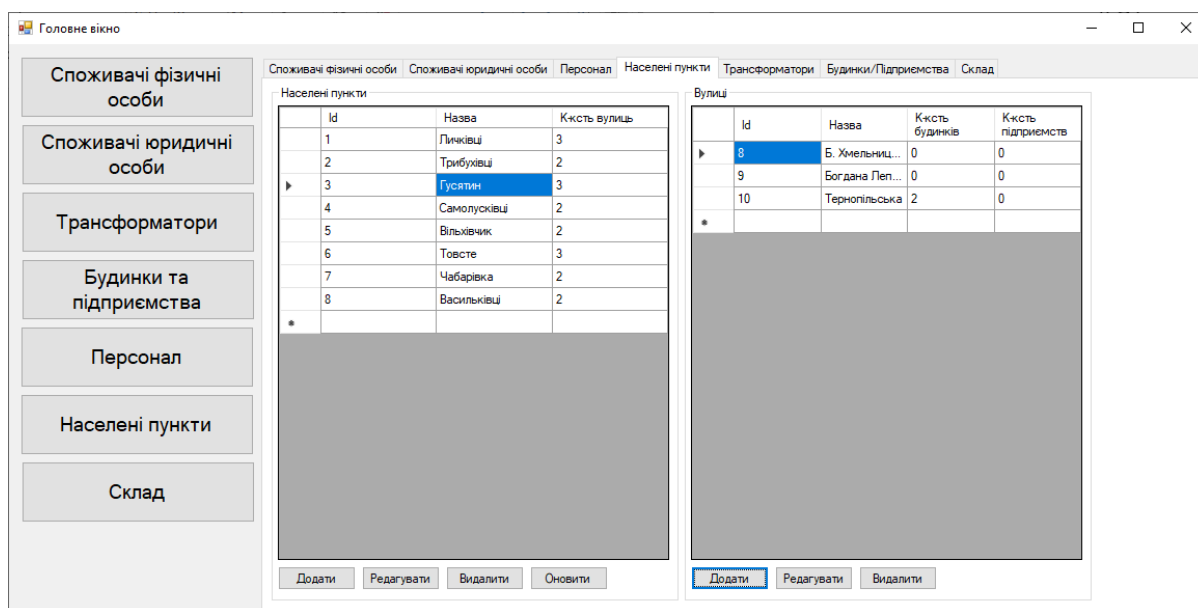 Головне вікно
Споживачі фізичні
особи
Споживачі юридичні
особи
Трансформатори
Будинки та
підприємства
Персонал
Населені пункти
Склад
Споживачі фізичні особи Споживачі юридичні особи Персонал Населені пункти Трансформатори Будинки/Підприємства Склад
Населені пункти
Id Назва К-ксть вулиць
1 Личківці 3
2 Трибухівці 2
3 Гусятин 3
4 Самолусківці 2
5 Вільхівчик 2
6 Товсте 3
7 Чабарівка 2
8 Васильківці 2
Додати Редагувати Видалити Оновити
Вулиці
Id Назва К-ксть будинків К-ксть підприємств
8 Б. Хмельниц... 0 0
9 Богдана Леп... 0 0
10 Тернопільська 2 0
Додати Редагувати Видалити